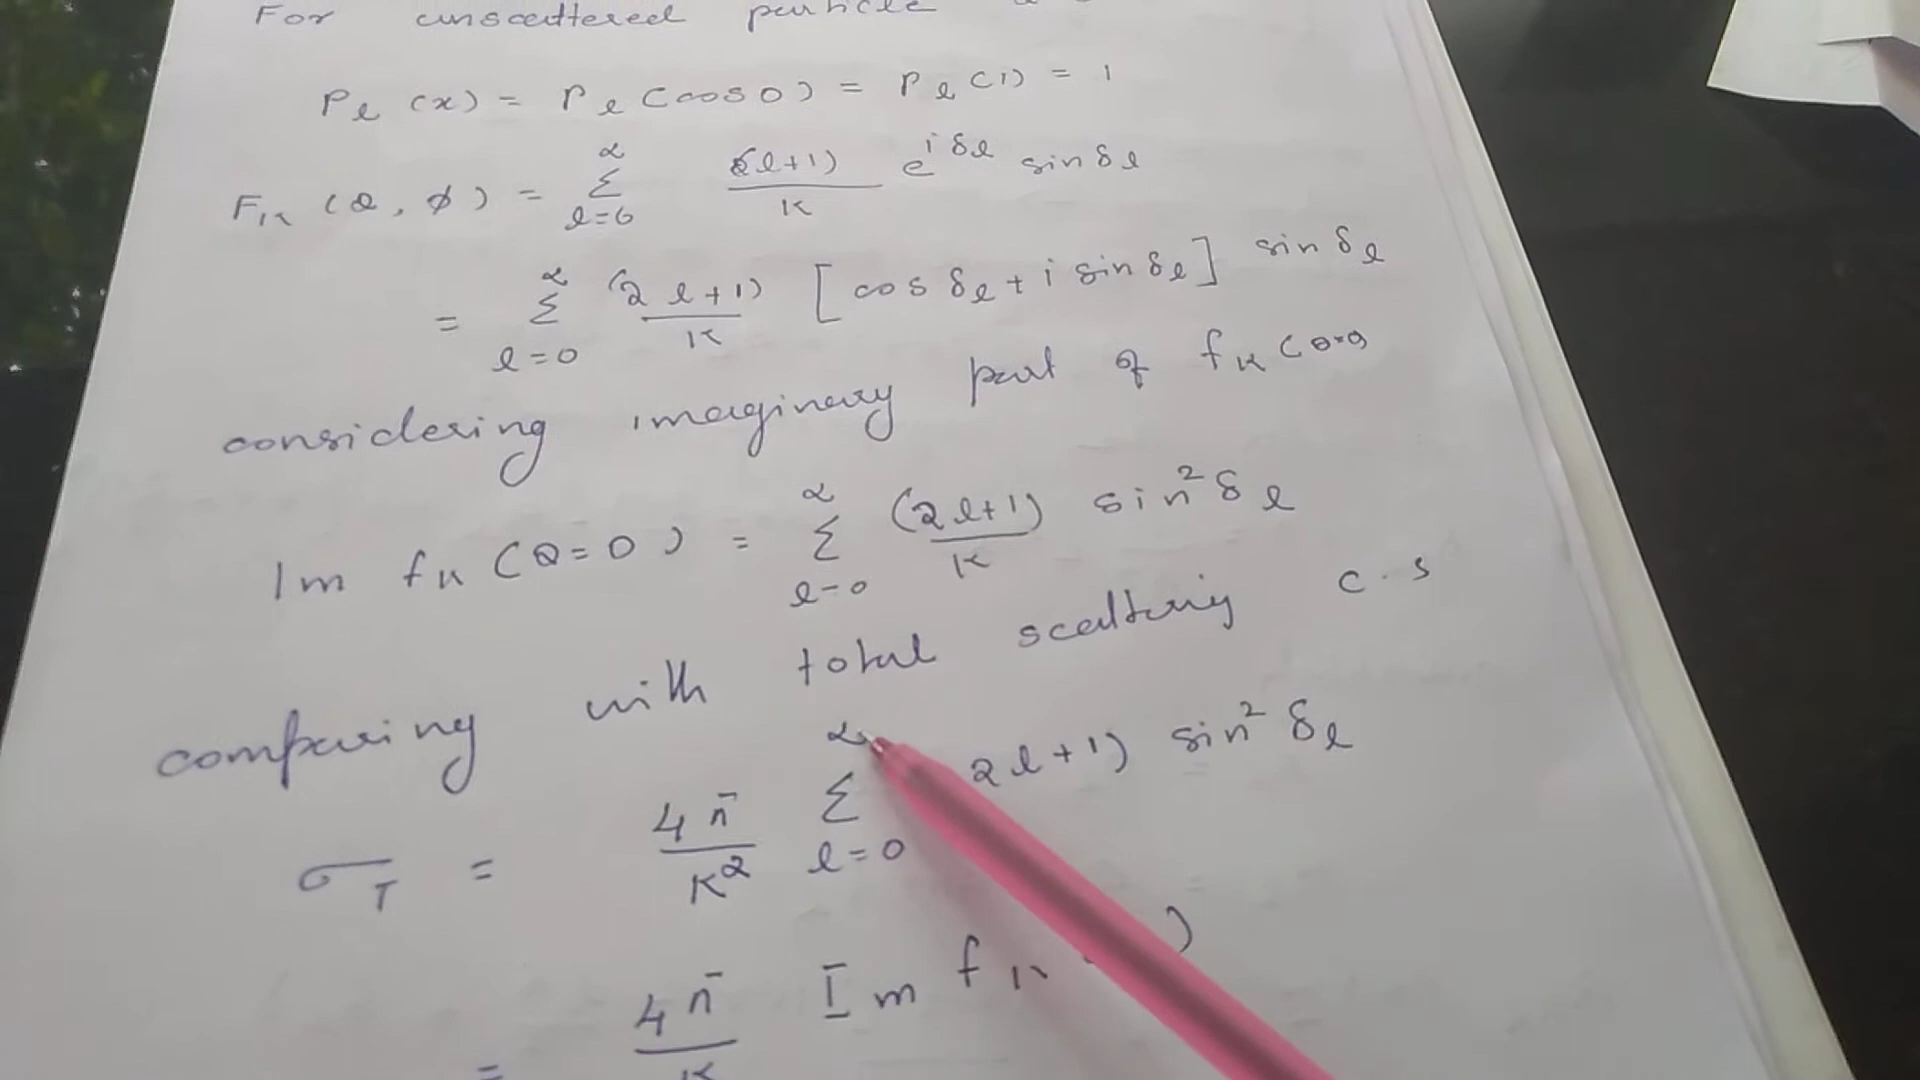 For unscattered particle
Pℓ (x) = Pℓ (cos 0) = Pℓ (1) = 1
Fk (θ, φ) = ∞ Σ ℓ=0 (2ℓ+1)/k e^{iδℓ} sin δℓ
= ∞ Σ ℓ=0 (2ℓ+1)/k [cos δℓ + i sin δℓ] sin δℓ
considering imaginary part of fk (θ=0
Im fk (θ=0) = ∞ Σ ℓ=0 (2ℓ+1)/k sin² δℓ
comparing with total scattering c.s
σT = 4π/k² ∞ Σ ℓ=0 2ℓ+1) sin² δℓ
= 4π/k Im fk )